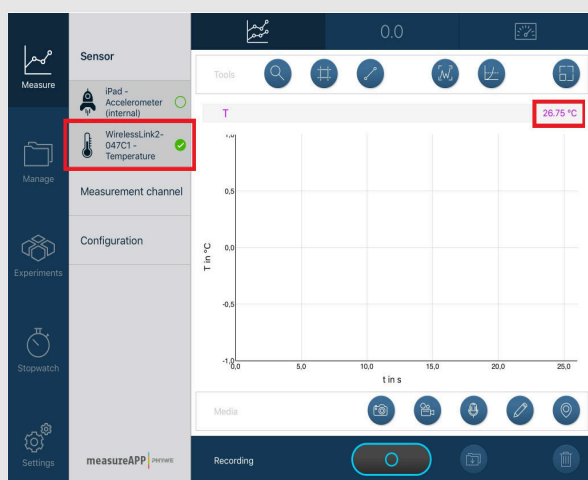 0.0
Measure
Manage
Experiments
Stopwatch
Settings
Sensor
iPad -
Accelerometer
(internal)
WirelessLink2-
047C1 -
Temperature
Measurement channel
Configuration
measureAPP PHYWE
Tools
T
26.75 °C
T in °C
1,0
0,5
0,0
-0,5
-1,0
0,0 5,0 10,0 15,0 20,0 25,0
t in s
Media
Recording